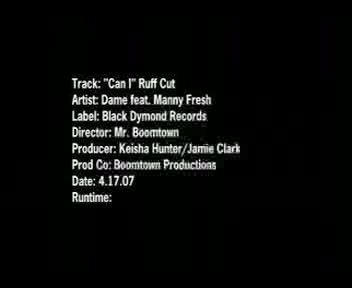 Track: "Can I" Ruff Cut
Artist: Dame feat. Manny Fresh
Label: Black Dymond Records
Director: Mr. Boomtown
Producer: Keisha Hunter/Jamie Clark
Prod Co: Boomtown Productions
Date: 4.17.07
Runtime: